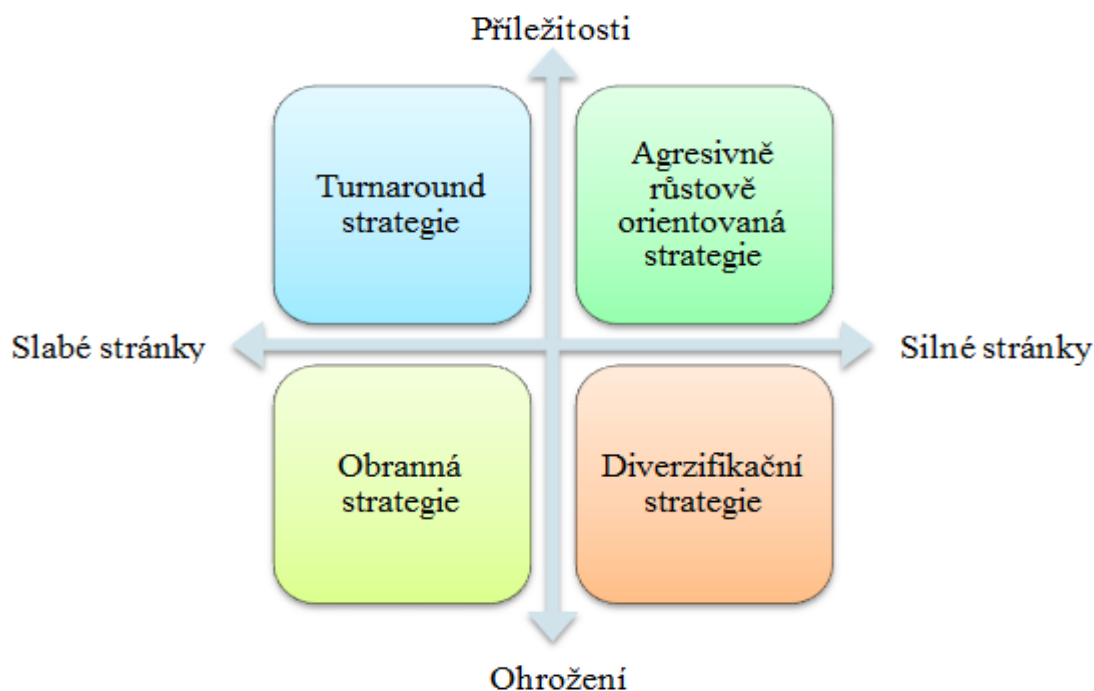 Příležitosti
Turnaround
strategie
Agresivně
růstově
orientovaná
strategie
Slabé stránky
Silné stránky
Obranná
strategie
Diverzifikační
strategie
Ohrožení